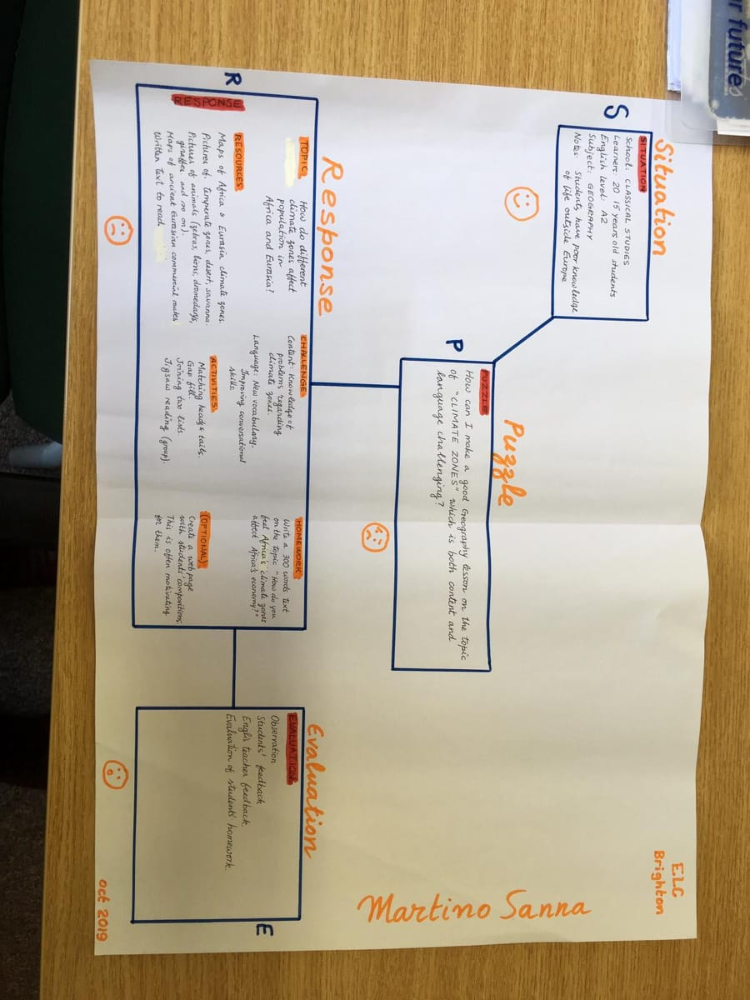 r future
ELC
Brighton
Martino Sanna
S
Situation
SITUATION
School: CLASSICAL STUDIES
Learners: 20 15 years old students
English level: A2
Subject: GEOGRAPHY
Notes: Students have poor knowledge
of life outside Europe
Puzzle
P
PUZZLE
How can I make a good Geography lesson on the topic
of "CLIMATE ZONES" which is both content and
language challenging?
Response
R
RESPONSE
TOPIC
How do different
climate zones affect
population in
Africa and Eurasia?
RESOURCES
Maps of Africa & Eurasia climate zones.
Pictures of temperate zones, desert, savanna.
Pictures of animals (zebras, lions, dromedarys,
giraffes and so on).
Maps of ancient Eurasian commercial routes
Written text to read
CHALLENGE
Content: Knowledge of
problems regarding
climate zones.
Language: New vocabulary.
Improving conversational
skills.
ACTIVITIES
Matching heads & tails.
Gap fill.
Joining two lists
Jigsaw reading (group).
HOMEWORK
Write a 300 words text
on the topic "How do you
feel Africa's climate zones
affect Africa's economy?"
(OPTIONAL)
Create a web page
with students' compositions.
This is often motivating
for them.
Evaluation
E
EVALUATION
Observation
Students' feedback
Englis teacher feedback
Evaluation of students' homework.
Oct 2019